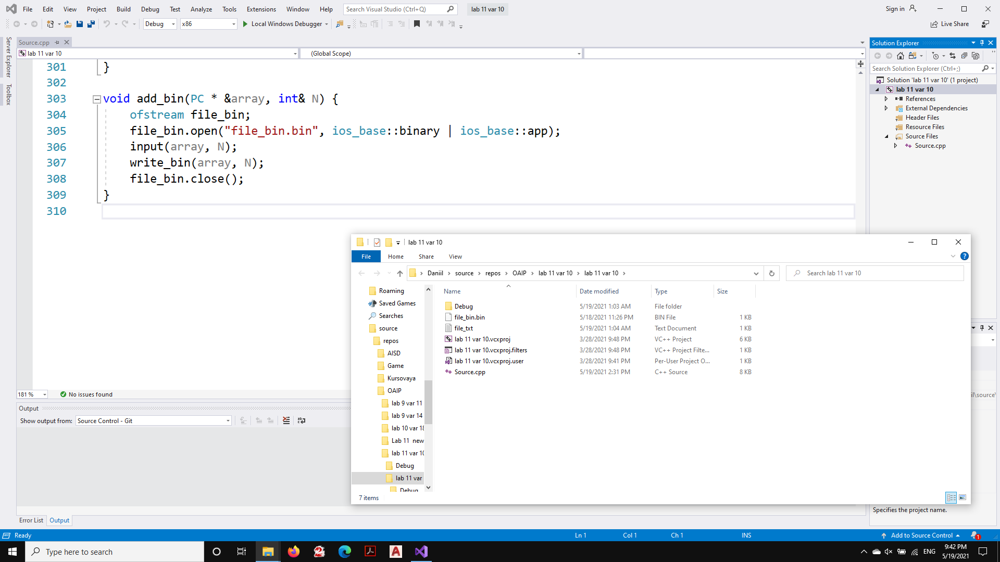 File Edit View Project Build Debug Test Analyze Tools Extensions Window Help Search Visual Studio (Ctrl+Q) lab 11 var 10 Sign in
Debug x86 Local Windows Debugger Live Share
Server Explorer
Toolbox
Source.cpp
lab 11 var 10 (Global Scope)
301 }
302
303 void add_bin(PC * &array, int& N) {
304 ofstream file_bin;
305 file_bin.open("file_bin.bin", ios_base::binary | ios_base::app);
306 input(array, N);
307 write_bin(array, N);
308 file_bin.close();
309 }
310
181 % No issues found
Output
Show output from: Source Control - Git
Error List Output
Solution Explorer
Search Solution Explorer (Ctrl+;)
Solution 'lab 11 var 10' (1 project)
lab 11 var 10
References
External Dependencies
Header Files
Resource Files
Source Files
Source.cpp
il\source\
Specifies the project name.
lab 11 var 10
File Home Share View
Daniil source repos OAIP lab 11 var 10 lab 11 var 10 Search lab 11 var 10
Roaming
Saved Games
Searches
source
repos
AISD
Game
Kursovaya
OAIP
lab 9 var 11
lab 9 var 14
lab 10 var 18
Lab 11 new
lab 11 var 10
Debug
lab 11 var
Debug
Name Date modified Type Size
Debug 5/19/2021 1:03 AM File folder
file_bin.bin 5/18/2021 11:26 PM BIN File 1 KB
file_txt 5/19/2021 1:04 AM Text Document 1 KB
lab 11 var 10.vcxproj 3/28/2021 9:48 PM VC++ Project 6 KB
lab 11 var 10.vcxproj.filters 3/28/2021 9:48 PM VC++ Project Filte... 1 KB
lab 11 var 10.vcxproj.user 3/28/2021 9:41 PM Per-User Project O... 1 KB
Source.cpp 5/19/2021 2:31 PM C++ Source 8 KB
7 items
Ready Ln 1 Col 1 Ch 1 INS Add to Source Control 1
Type here to search ENG 9:42 PM
5/19/2021